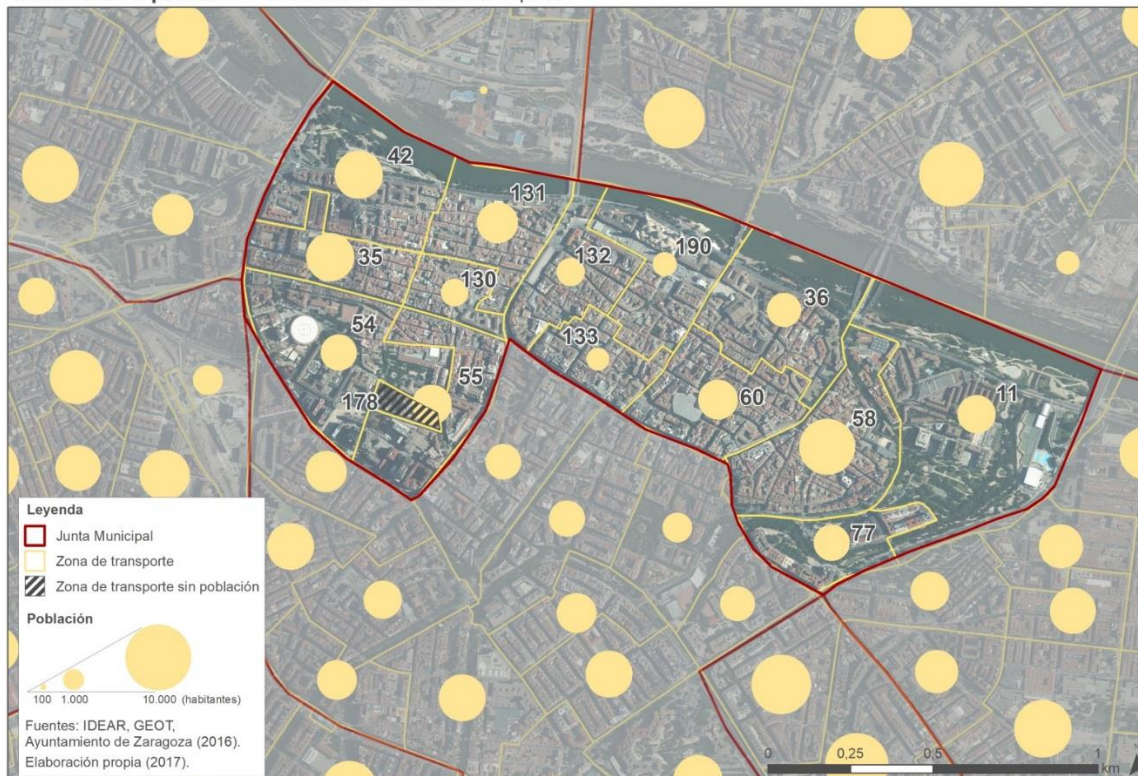 42
131
190
132
35
130
36
54
133
55
11
178
60
58
77
Leyenda
Junta Municipal
Zona de transporte
Zona de transporte sin población
Población
100 1.000 10.000 (habitantes)
Fuentes: IDEAR, GEOT,
Ayuntamiento de Zaragoza (2016).
Elaboración propia (2017).
0 0,25 0,5 1
km